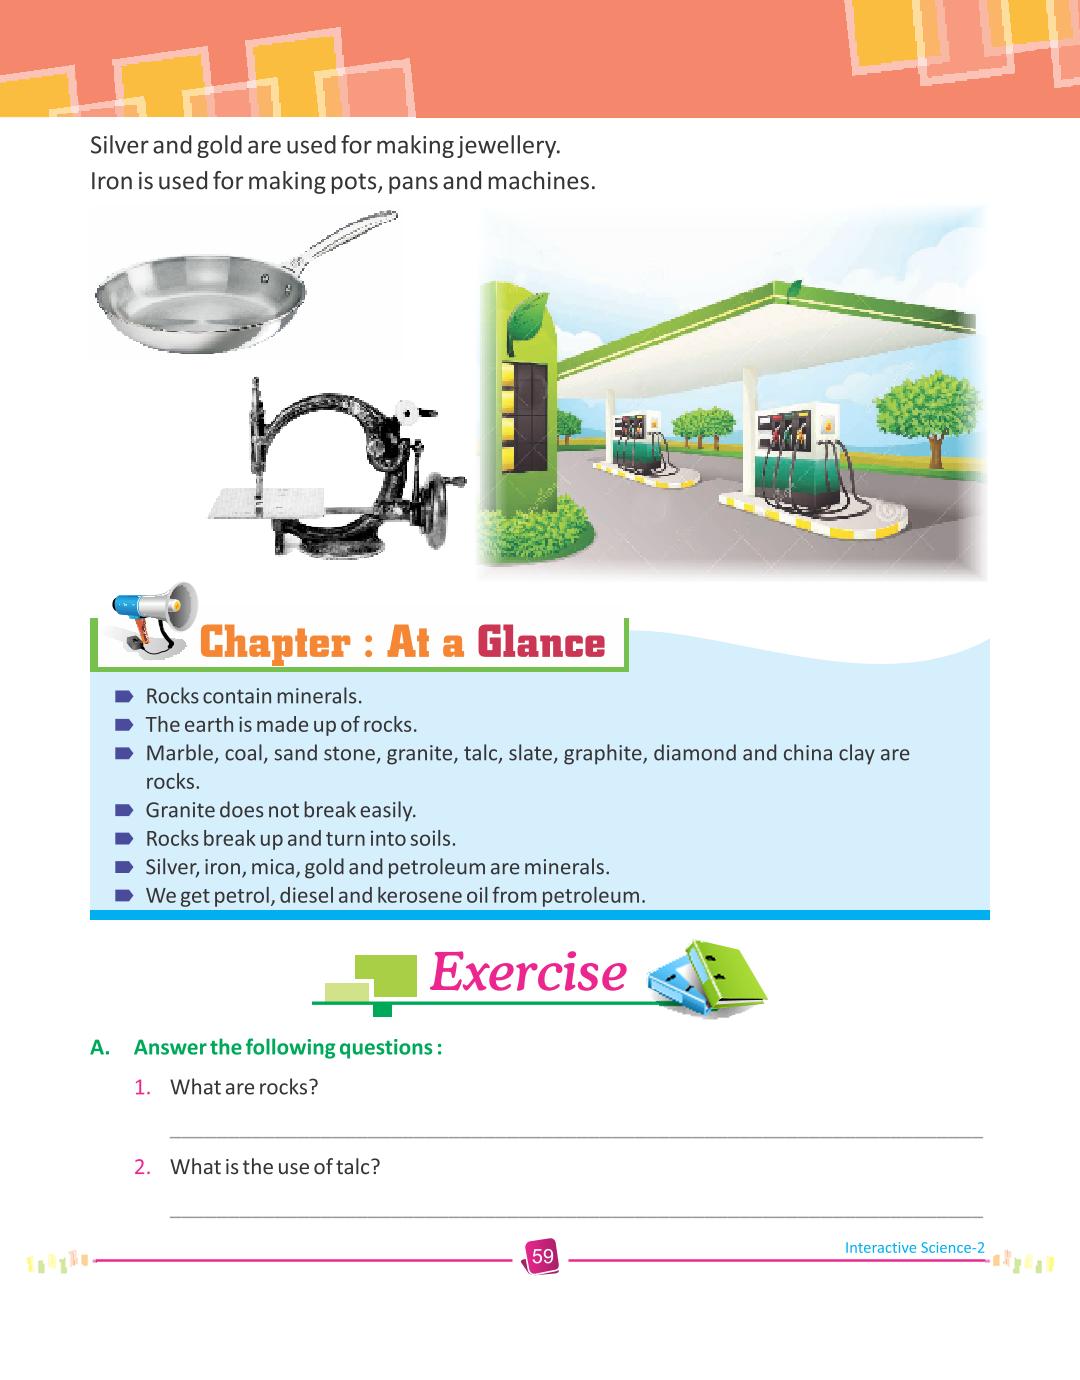 Silver and gold are used for making jewellery.
Iron is used for making pots, pans and machines.
Chapter : At a Glance
Rocks contain minerals.
The earth is made up of rocks.
Marble, coal, sand stone, granite, talc, slate, graphite, diamond and china clay are
rocks.
Granite does not break easily.
Rocks break up and turn into soils.
Silver, iron, mica, gold and petroleum are minerals.
We get petrol, diesel and kerosene oil from petroleum.
Exercise
A. Answer the following questions :
1. What are rocks?
2. What is the use of talc?
59
Interactive Science-2